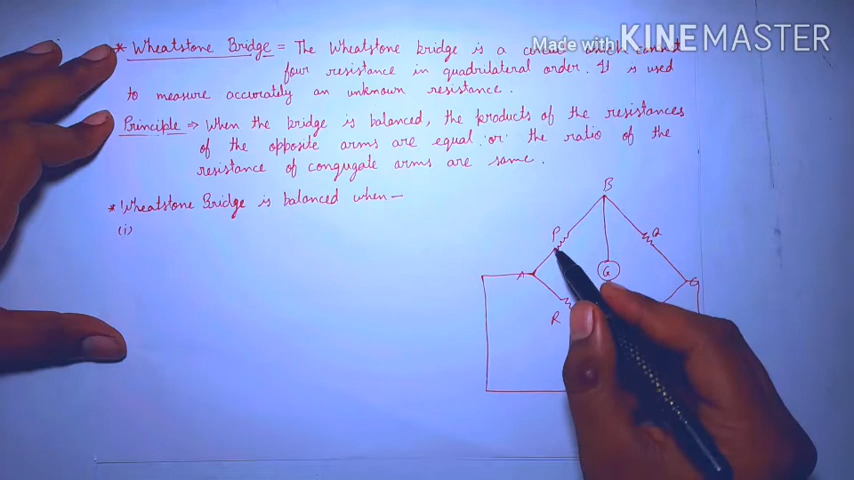 * Wheatstone Bridge = The Wheatstone bridge is a which
four resistance in quadrilateral order. It is used
to measure accurately an unknown resistance.
Principle ⇒ When the bridge is balanced, the products of the resistances
of the opposite arms are equal 'or' the ratio of the
resistance of congugate arms are same.
* Wheatstone Bridge is balanced when —
(i)
B
P
Q
A
G
R
Made with KINEMASTER